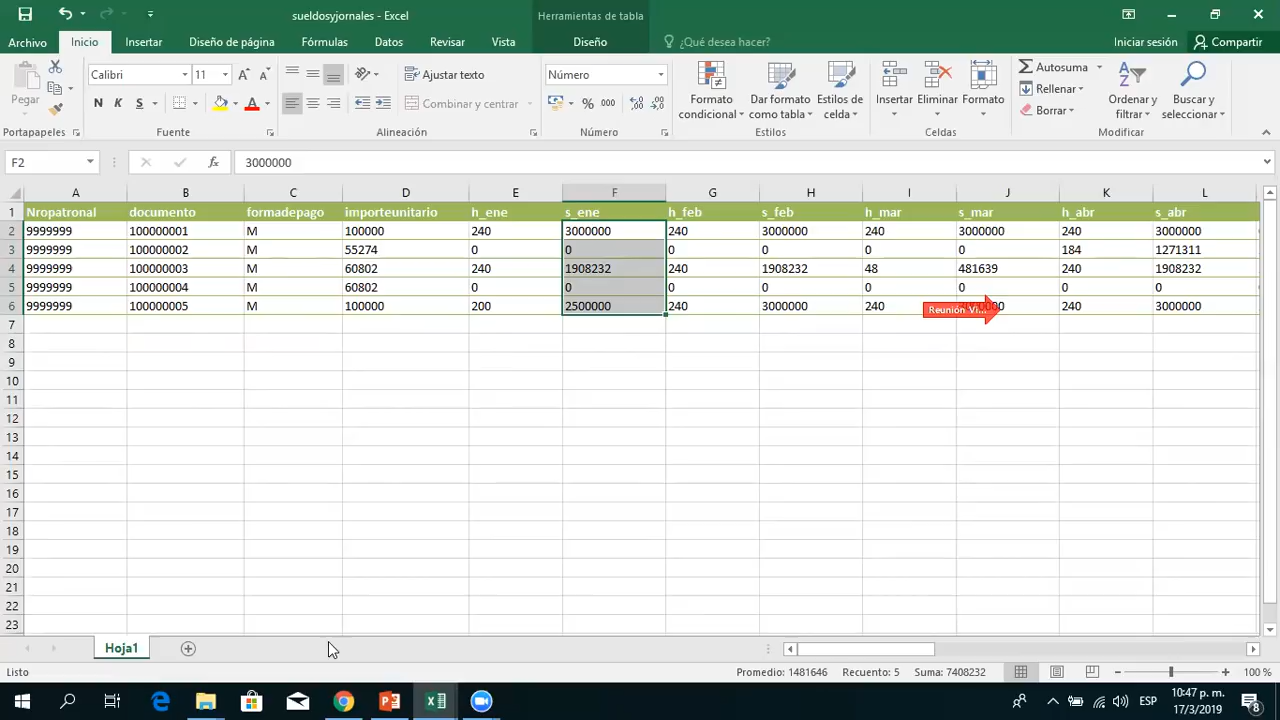 sueldosyjornales - Excel
Herramientas de tabla
Archivo Inicio Insertar Diseño de página Fórmulas Datos Revisar Vista Diseño ¿Qué desea hacer? Iniciar sesión Compartir
Pegar
Calibri 11
N K S
Ajustar texto
Combinar y centrar
Número
% 000
Formato condicional
Dar formato como tabla
Estilos de celda
Insertar Eliminar Formato
Autosuma
Rellenar
Borrar
Ordenar y filtrar
Buscar y seleccionar
Portapapeles Fuente Alineación Número Estilos Celdas Modificar
F2 fx 3000000
A B C D E F G H I J K L
1 Nropatronal documento formadepago importeunitario h_ene s_ene h_feb s_feb h_mar s_mar h_abr s_abr
2 9999999 100000001 M 100000 240 3000000 240 3000000 240 3000000 240 3000000
3 9999999 100000002 M 55274 0 0 0 0 0 0 184 1271311
4 9999999 100000003 M 60802 240 1908232 240 1908232 48 481639 240 1908232
5 9999999 100000004 M 60802 0 0 0 0 0 0 0 0
6 9999999 100000005 M 100000 200 2500000 240 3000000 240 240 3000000
Reunión Vi...
7
8
9
10
11
12
13
14
15
16
17
18
19
20
21
22
23
Hoja1
Listo Promedio: 1481646 Recuento: 5 Suma: 7408232 100 %
ESP
10:47 p. m.
17/3/2019
8